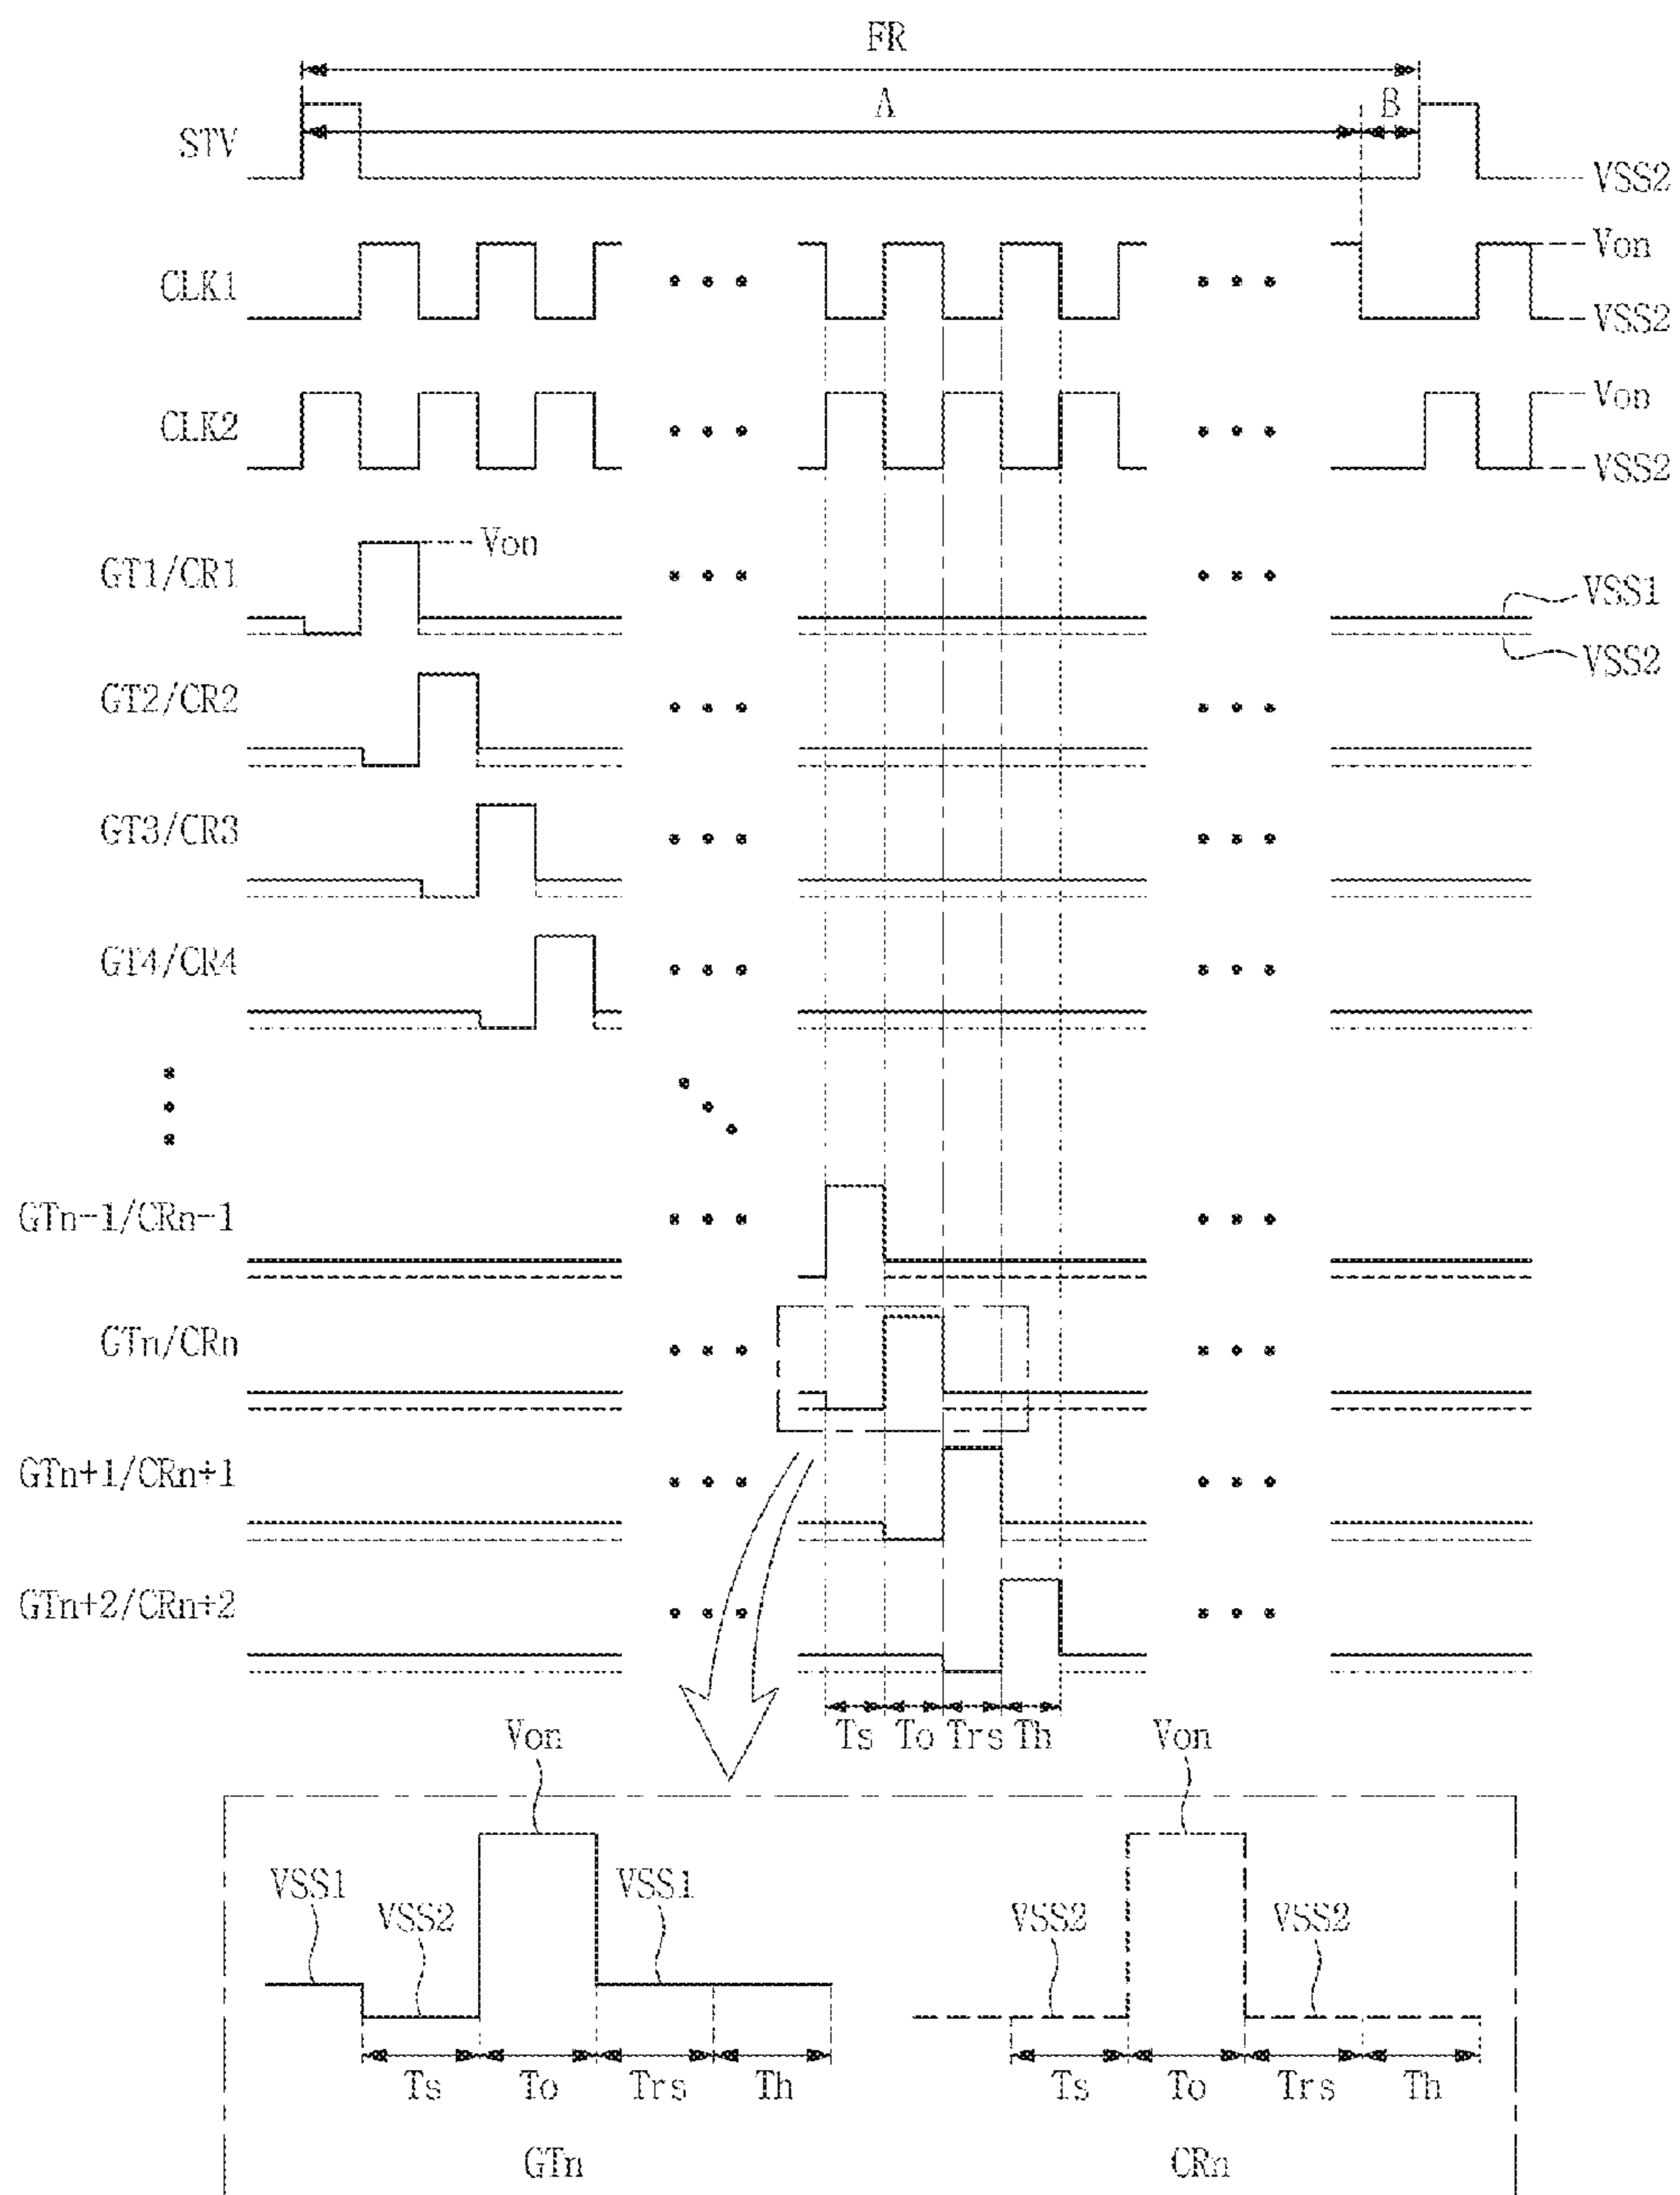 FR
A
B
STV
VSS2
CLK1
Von
VSS2
CLK2
Von
VSS2
GT1/CR1
Von
VSS1
VSS2
GT2/CR2
GT3/CR3
GT4/CR4
GTn-1/CRn-1
GTn/CRn
GTn+1/CRn+1
GTn+2/CRn+2
Ts To Trs Th
Von
Von
VSS1
VSS2
VSS1
VSS2
VSS2
Ts To Trs Th
Ts To Trs Th
GTn
CRn